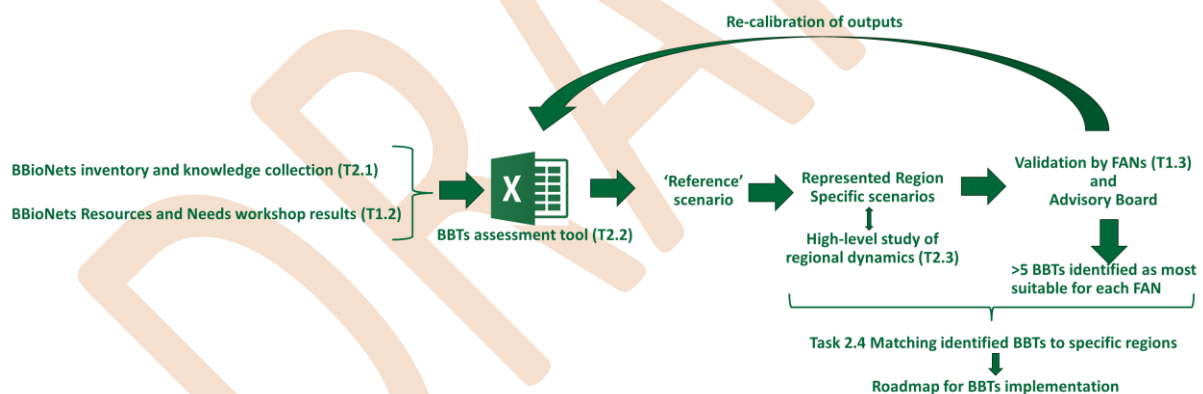 Re-calibration of outputs
BBioNets inventory and knowledge collection (T2.1)
BBioNets Resources and Needs workshop results (T1.2)
X
BBTs assessment tool (T2.2)
‘Reference’
scenario
Represented Region
Specific scenarios
High-level study of
regional dynamics (T2.3)
Validation by FANs (T1.3)
and
Advisory Board
>5 BBTs identified as most
suitable for each FAN
Task 2.4 Matching identified BBTs to specific regions
Roadmap for BBTs implementation
DRA